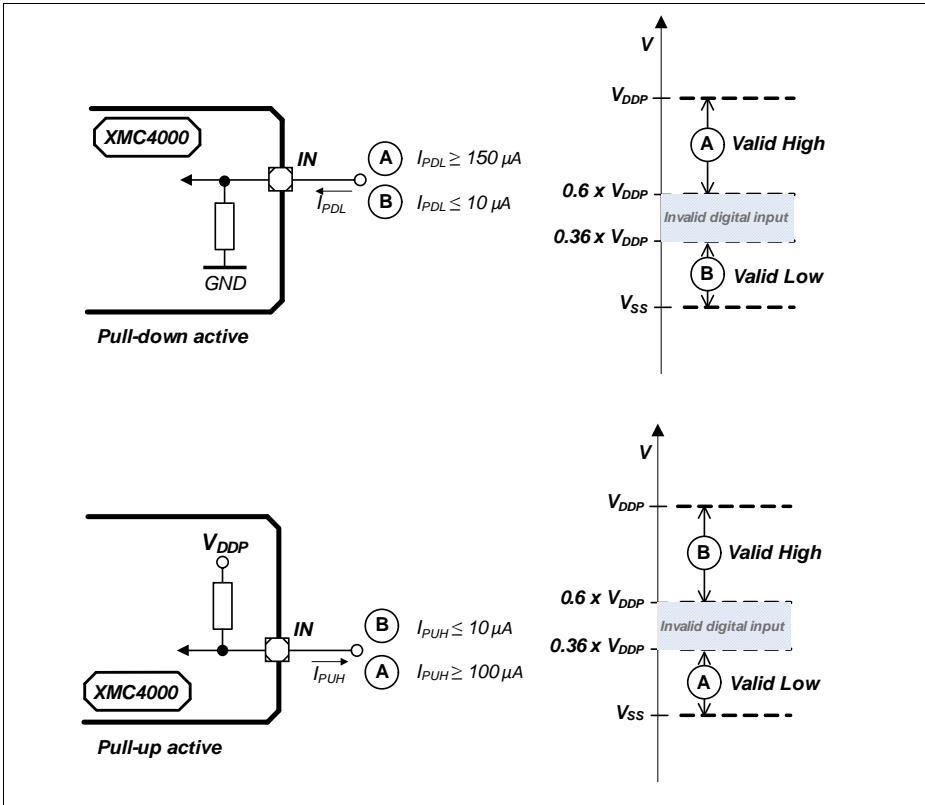 V
V_DDP
XMC4000
IN
A I_PDL ≥ 150 μA
A Valid High
I_PDL
B I_PDL ≤ 10 μA
0.6 x V_DDP
Invalid digital input
0.36 x V_DDP
GND
B Valid Low
V_SS
Pull-down active
V
V_DDP
V_DDP
B Valid High
IN
B I_PUH ≤ 10 μA
0.6 x V_DDP
Invalid digital input
0.36 x V_DDP
I_PUH
A I_PUH ≥ 100 μA
XMC4000
A Valid Low
V_SS
Pull-up active